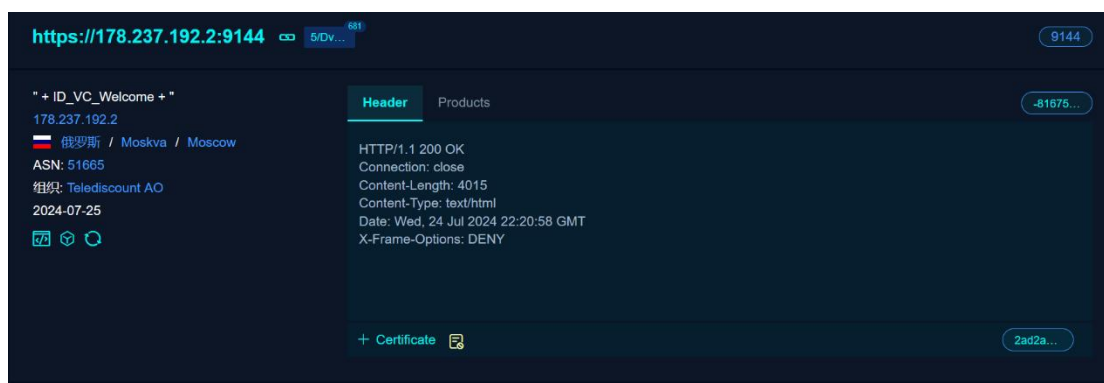 https://178.237.192.2:9144 5/Dv... 681 9144
" + ID_VC_Welcome + "
178.237.192.2
俄罗斯 / Moskva / Moscow
ASN: 51665
组织: Telediscount AO
2024-07-25
Header Products -81675...
HTTP/1.1 200 OK
Connection: close
Content-Length: 4015
Content-Type: text/html
Date: Wed, 24 Jul 2024 22:20:58 GMT
X-Frame-Options: DENY
+ Certificate 2ad2a...